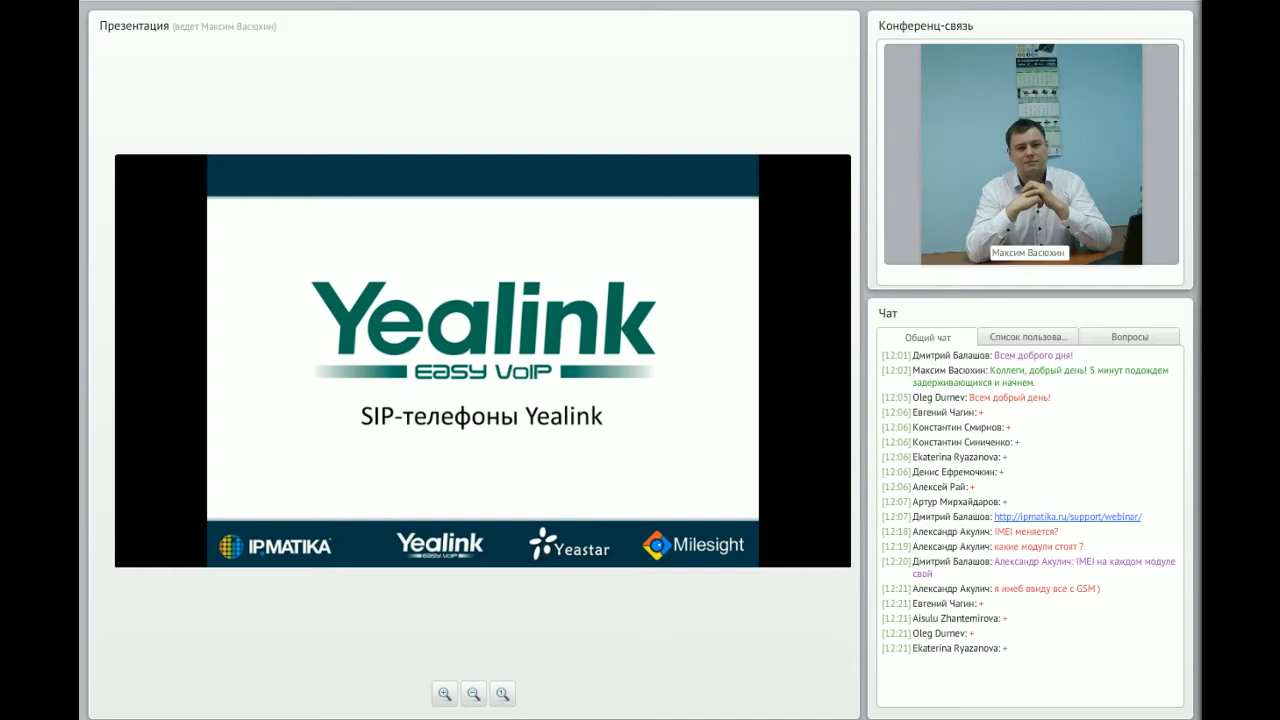 Презентация (ведет Максим Васюхин)
Yealink
EASY VoIP
SIP-телефоны Yealink
IPMATIKA
Yealink
EASY VOIP
Yeastar
Milesight
Конференц-связь
Максим Васюхин
Чат
Общий чат
Список пользова...
Вопросы
[12:01] Дмитрий Балашов: Всем доброго дня!
[12:02] Максим Васюхин: Коллеги, добрый день! 5 минут подождем
задерживающихся и начнем.
[12:05] Oleg Durnev: Всем добрый день!
[12:06] Евгений Чагин: +
[12:06] Константин Смирнов: +
[12:06] Константин Синиченко: +
[12:06] Ekaterina Ryazanova: +
[12:06] Денис Ефремочкин: +
[12:06] Алексей Рай: +
[12:07] Артур Мирхайдаров: +
[12:07] Дмитрий Балашов: http://ipmatika.ru/support/webinar/
[12:18] Александр Акулич: IMEI меняется?
[12:19] Александр Акулич: какие модули стоят ?
[12:20] Дмитрий Балашов: Александр Акулич: IMEI на каждом модуле
свой
[12:21] Александр Акулич: я имеб ввиду все с GSM )
[12:21] Евгений Чагин: +
[12:21] Aisulu Zhantemirova: +
[12:21] Oleg Durnev: +
[12:21] Ekaterina Ryazanova: +